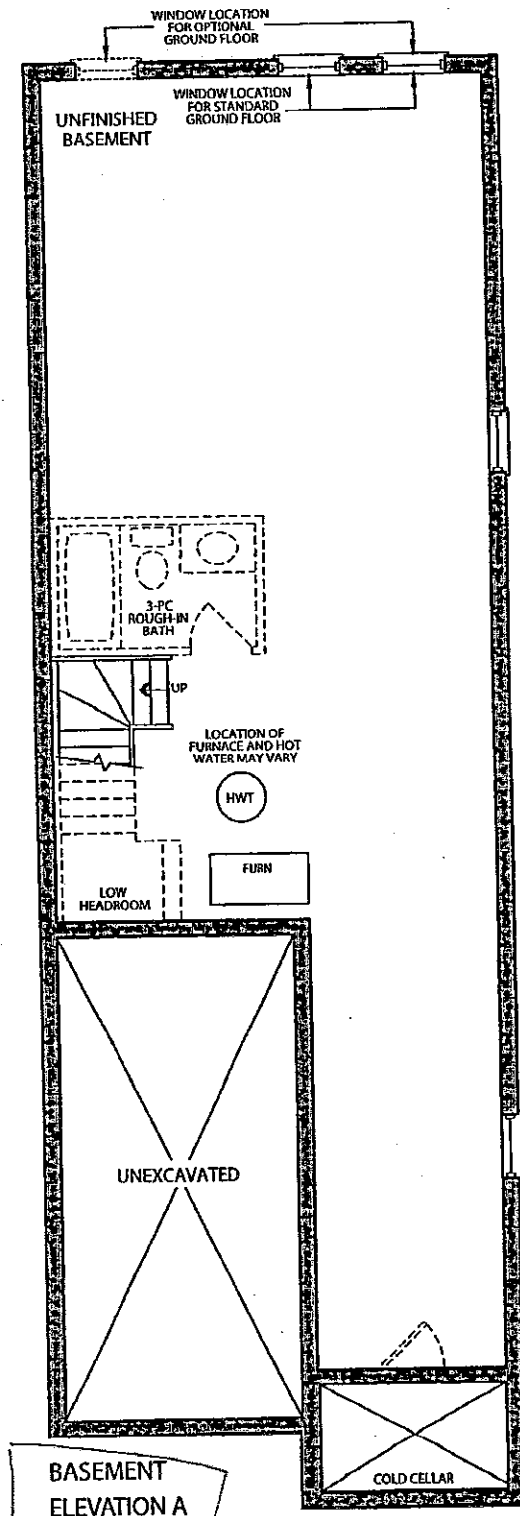 WINDOW LOCATION
FOR OPTIONAL
GROUND FLOOR
WINDOW LOCATION
FOR STANDARD
GROUND FLOOR
UNFINISHED
BASEMENT
3-PC
ROUGH-IN
BATH
UP
LOCATION OF
FURNACE AND HOT
WATER MAY VARY
HWT
FURN
LOW
HEADROOM
UNEXCAVATED
COLD CELLAR
BASEMENT
ELEVATION A